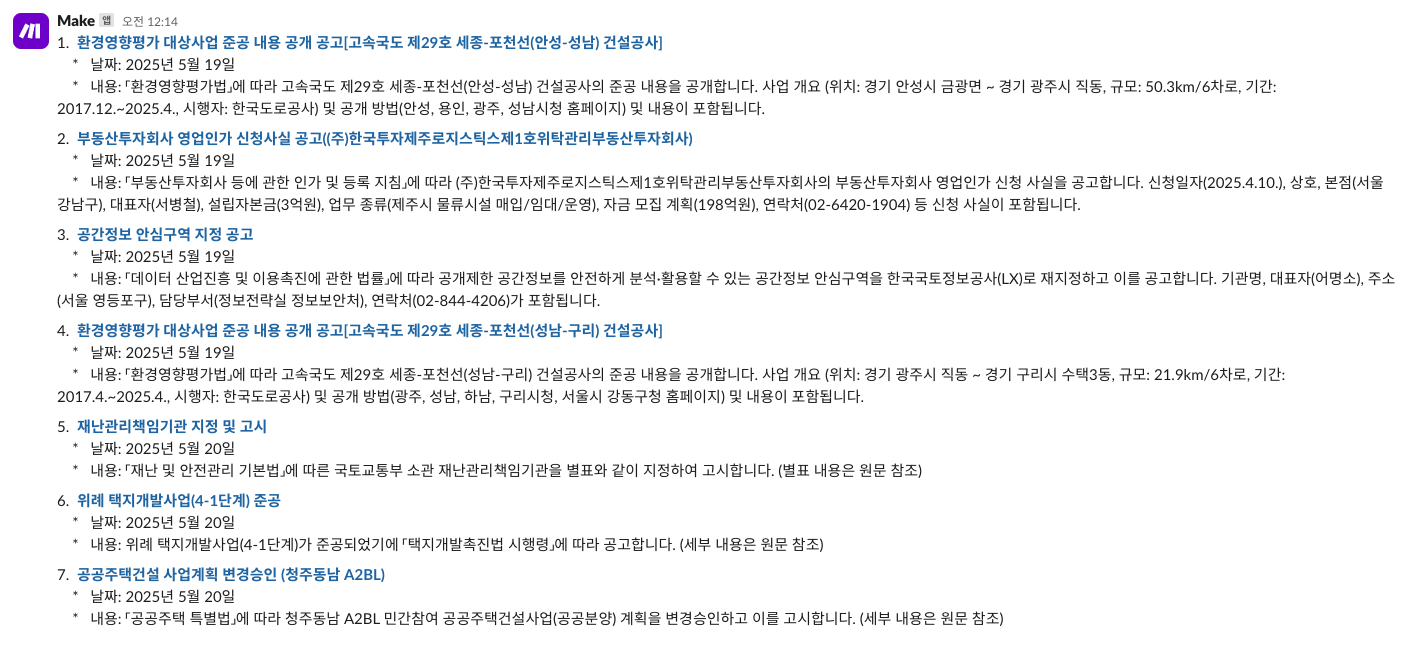 Make 앱 오전 12:14
1. 환경영향평가 대상사업 준공 내용 공개 공고[고속국도 제29호 세종-포천선(안성-성남) 건설공사]
* 날짜: 2025년 5월 19일
* 내용: 「환경영향평가법」에 따라 고속국도 제29호 세종-포천선(안성-성남) 건설공사의 준공 내용을 공개합니다. 사업 개요 (위치: 경기 안성시 금광면 ~ 경기 광주시 직동, 규모: 50.3km/6차로, 기간:
2017.12.~2025.4., 시행자: 한국도로공사) 및 공개 방법(안성, 용인, 광주, 성남시청 홈페이지) 및 내용이 포함됩니다.
2. 부동산투자회사 영업인가 신청사실 공고((주)한국투자제주로지스틱스제1호위탁관리부동산투자회사)
* 날짜: 2025년 5월 19일
* 내용: 「부동산투자회사 등에 관한 인가 및 등록 지침」에 따라 (주)한국투자제주로지스틱스제1호위탁관리부동산투자회사의 부동산투자회사 영업인가 신청 사실을 공고합니다. 신청일자(2025.4.10.), 상호, 본점(서울
강남구), 대표자(서병철), 설립자본금(3억원), 업무 종류(제주시 물류시설 매입/임대/운영), 자금 모집 계획(198억원), 연락처(02-6420-1904) 등 신청 사실이 포함됩니다.
3. 공간정보 안심구역 지정 공고
* 날짜: 2025년 5월 19일
* 내용: 「데이터 산업진흥 및 이용촉진에 관한 법률」에 따라 공개제한 공간정보를 안전하게 분석·활용할 수 있는 공간정보 안심구역을 한국국토정보공사(LX)로 재지정하고 이를 공고합니다. 기관명, 대표자(어명소), 주소
(서울 영등포구), 담당부서(정보전략실 정보보안처), 연락처(02-844-4206)가 포함됩니다.
4. 환경영향평가 대상사업 준공 내용 공개 공고[고속국도 제29호 세종-포천선(성남-구리) 건설공사]
* 날짜: 2025년 5월 19일
* 내용: 「환경영향평가법」에 따라 고속국도 제29호 세종-포천선(성남-구리) 건설공사의 준공 내용을 공개합니다. 사업 개요 (위치: 경기 광주시 직동 ~ 경기 구리시 수택3동, 규모: 21.9km/6차로, 기간:
2017.4.~2025.4., 시행자: 한국도로공사) 및 공개 방법(광주, 성남, 하남, 구리시청, 서울시 강동구청 홈페이지) 및 내용이 포함됩니다.
5. 재난관리책임기관 지정 및 고시
* 날짜: 2025년 5월 20일
* 내용: 「재난 및 안전관리 기본법」에 따른 국토교통부 소관 재난관리책임기관을 별표와 같이 지정하여 고시합니다. (별표 내용은 원문 참조)
6. 위례 택지개발사업(4-1단계) 준공
* 날짜: 2025년 5월 20일
* 내용: 위례 택지개발사업(4-1단계)가 준공되었기에 「택지개발촉진법 시행령」에 따라 공고합니다. (세부 내용은 원문 참조)
7. 공공주택건설 사업계획 변경승인 (청주동남 A2BL)
* 날짜: 2025년 5월 20일
* 내용: 「공공주택 특별법」에 따라 청주동남 A2BL 민간참여 공공주택건설사업(공공분양) 계획을 변경승인하고 이를 고시합니다. (세부 내용은 원문 참조)